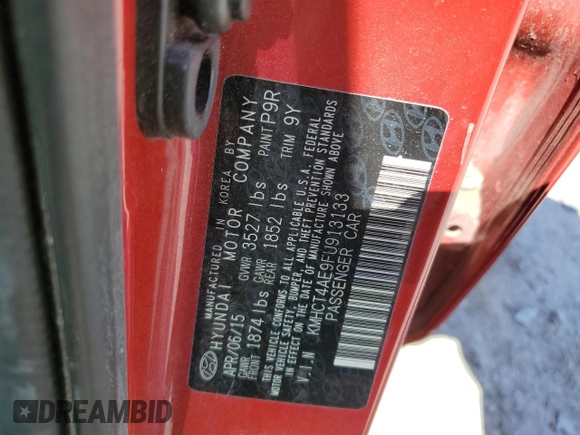 MANUFACTURED IN KOREA BY
HYUNDAI MOTOR COMPANY
APR/06/15 GVWR 3527 lbs PAINT P9R
GAWR FRONT 1874 lbs GAWR REAR 1852 lbs TRIM 9Y
THIS VEHICLE CONFORMS TO ALL APPLICABLE U.S.A. FEDERAL
MOTOR VEHICLE SAFETY, BUMPER, AND THEFT PREVENTION STANDARDS
IN EFFECT ON THE DATE OF MANUFACTURE SHOWN ABOVE
V.I.N KMHCT4AE9FU913133
PASSENGER CAR
DREAMBID